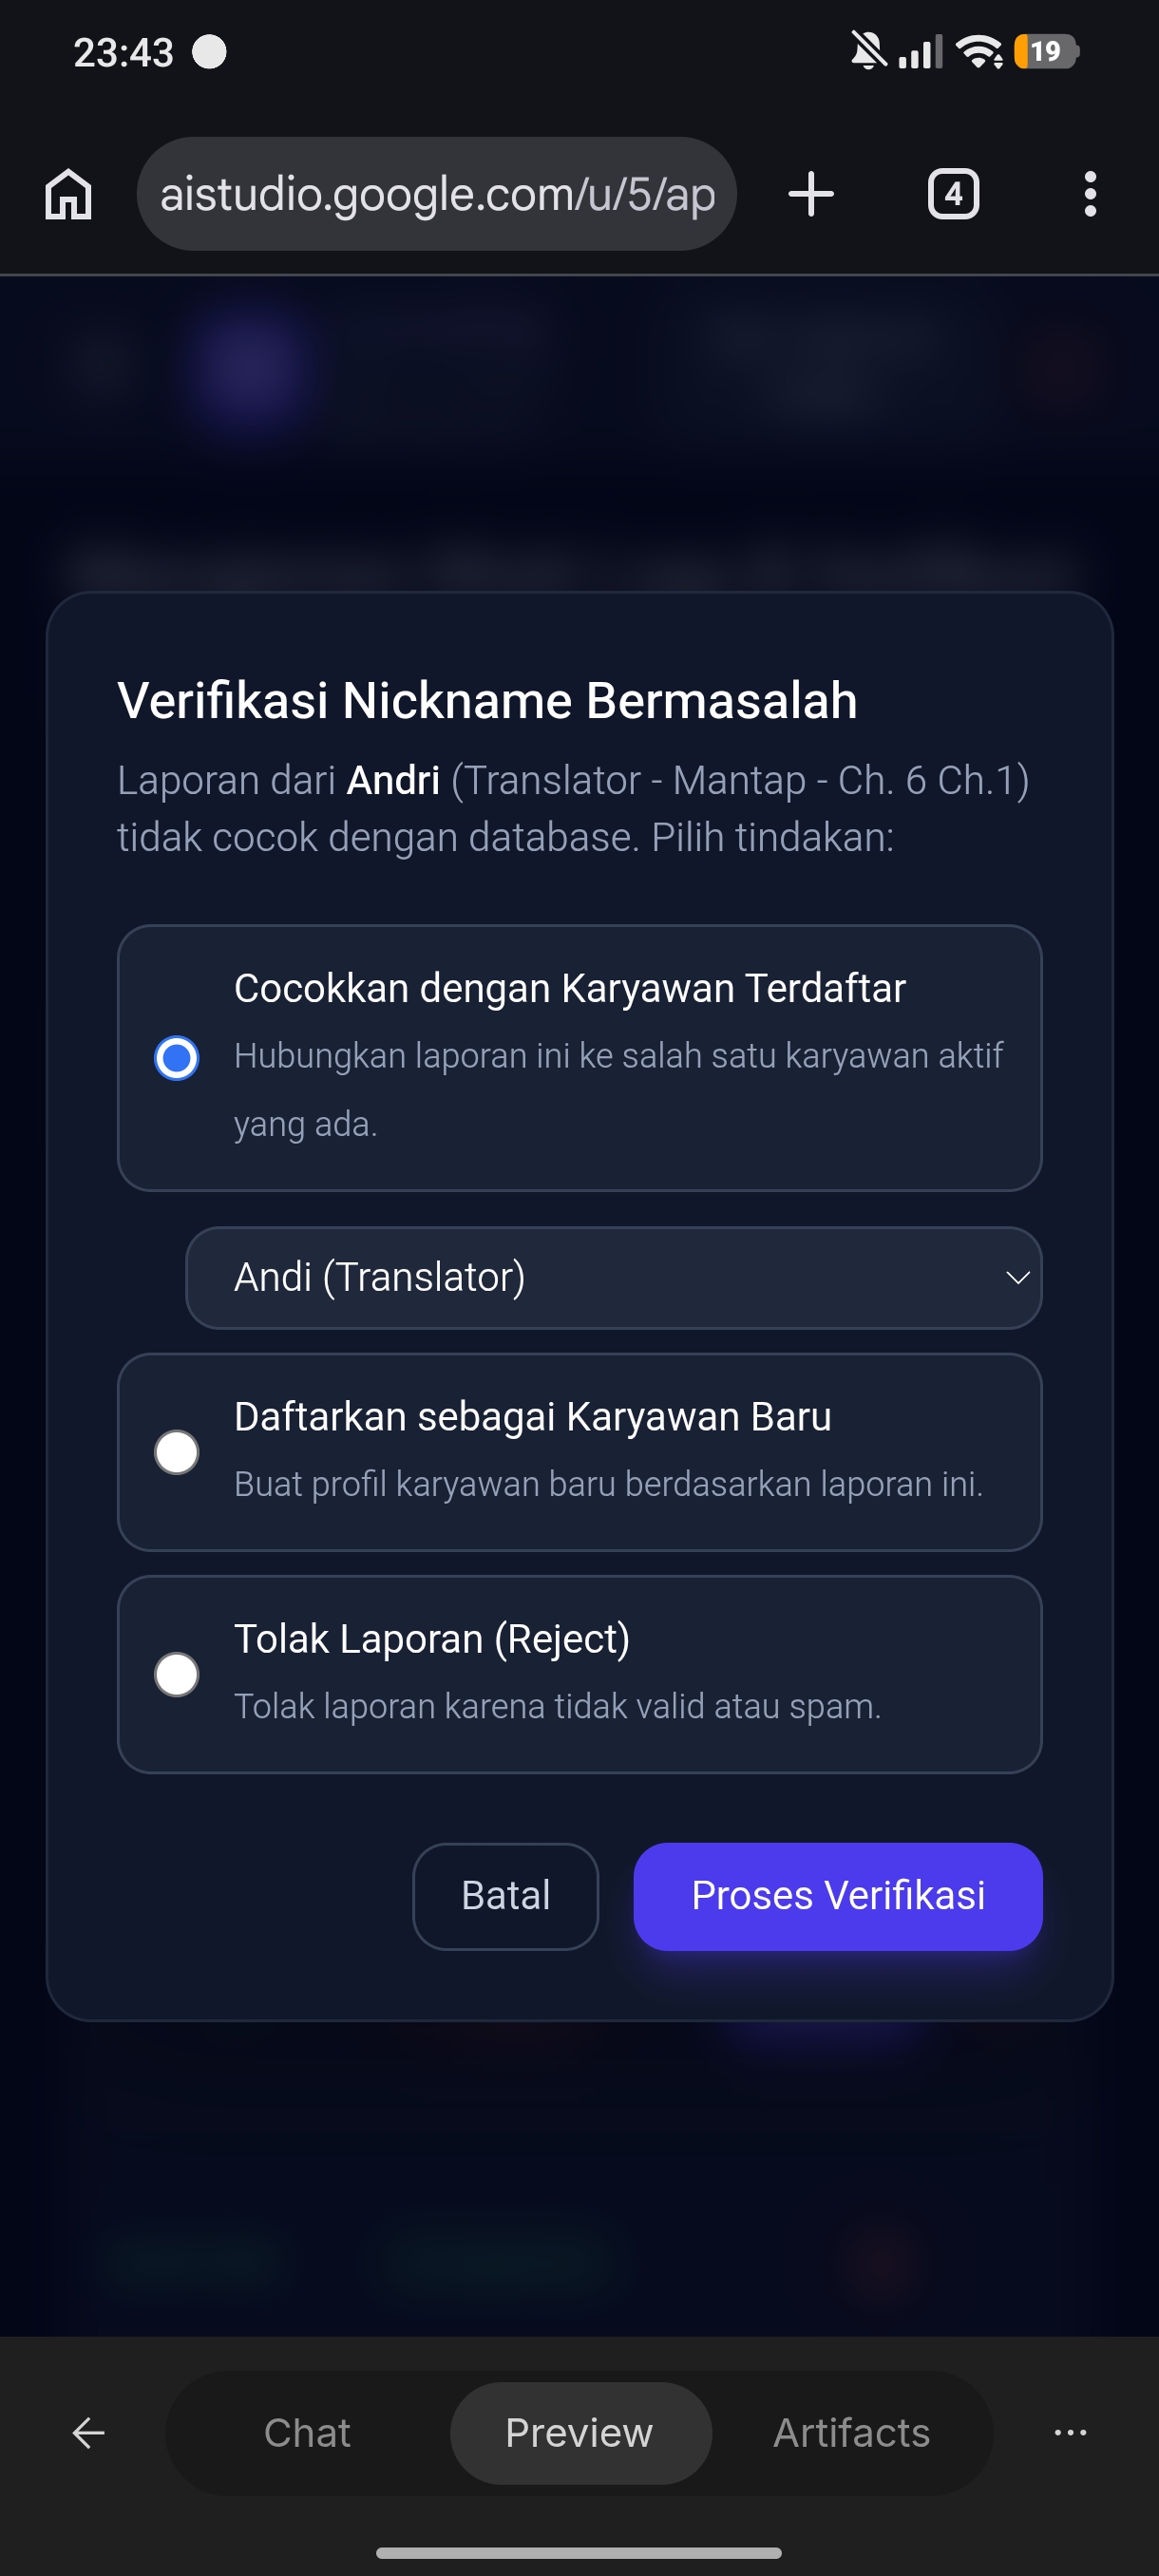 23:43
19
aistudio.google.com/u/5/ap
4
Verifikasi Nickname Bermasalah
Laporan dari Andri (Translator - Mantap - Ch. 6 Ch.1)
tidak cocok dengan database. Pilih tindakan:
Cocokkan dengan Karyawan Terdaftar
Hubungkan laporan ini ke salah satu karyawan aktif
yang ada.
Andi (Translator)
Daftarkan sebagai Karyawan Baru
Buat profil karyawan baru berdasarkan laporan ini.
Tolak Laporan (Reject)
Tolak laporan karena tidak valid atau spam.
Batal
Proses Verifikasi
Chat
Preview
Artifacts